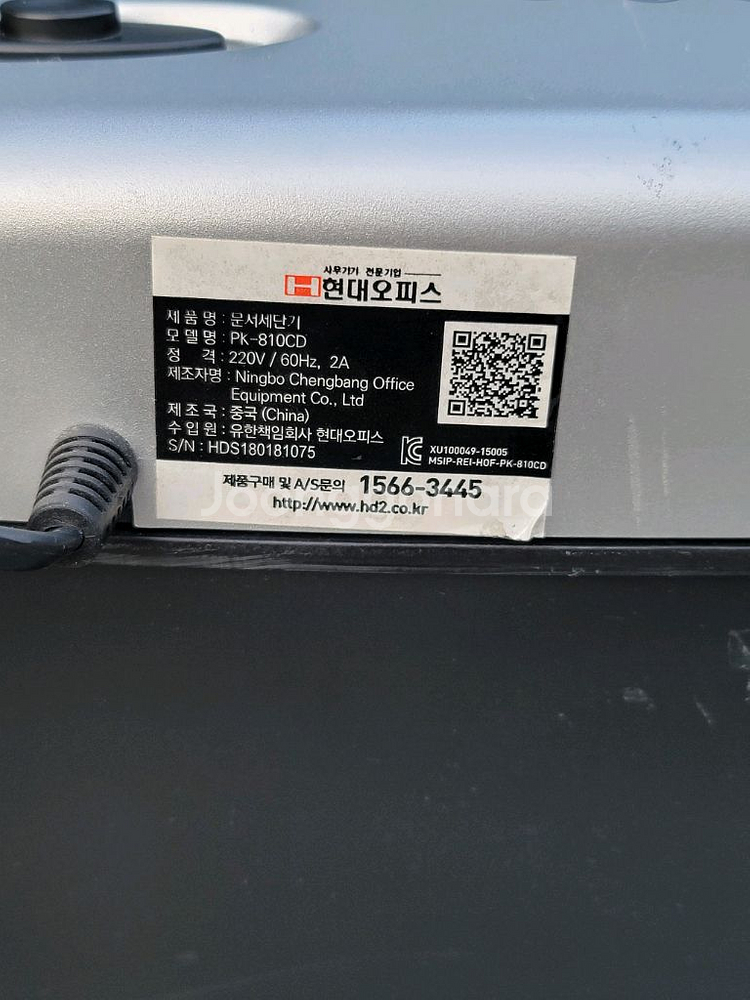 사무기기 전문기업
현대오피스
제 품 명 : 문서세단기
모 델 명 : PK-810CD
정 격 : 220V / 60Hz, 2A
제조자명 : Ningbo Chengbang Office
Equipment Co., Ltd
제 조 국 : 중국 (China)
수 입 원 : 유한책임회사 현대오피스
S/N : HDS180181075
XU100049-15005
MSIP-REI-HOF-PK-810CD
제품구매 및 A/S문의 1566-3445
Joonggonara
http://www.hd2.co.kr